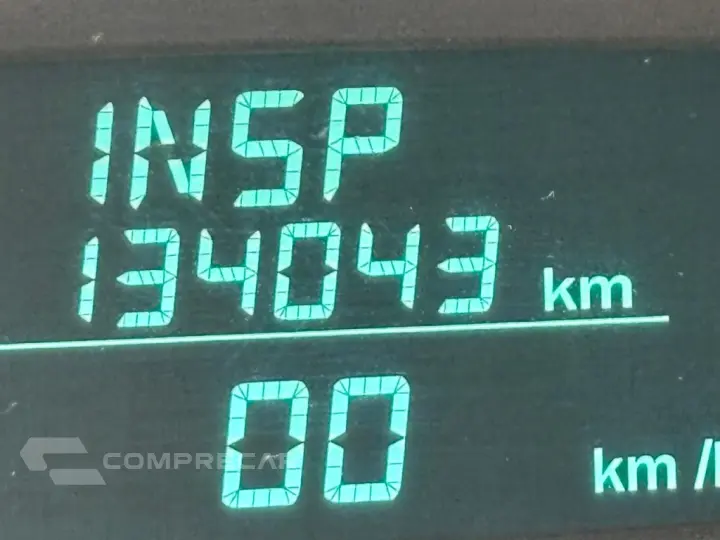 INSP
134043 km
00 km/
COMPRECAR